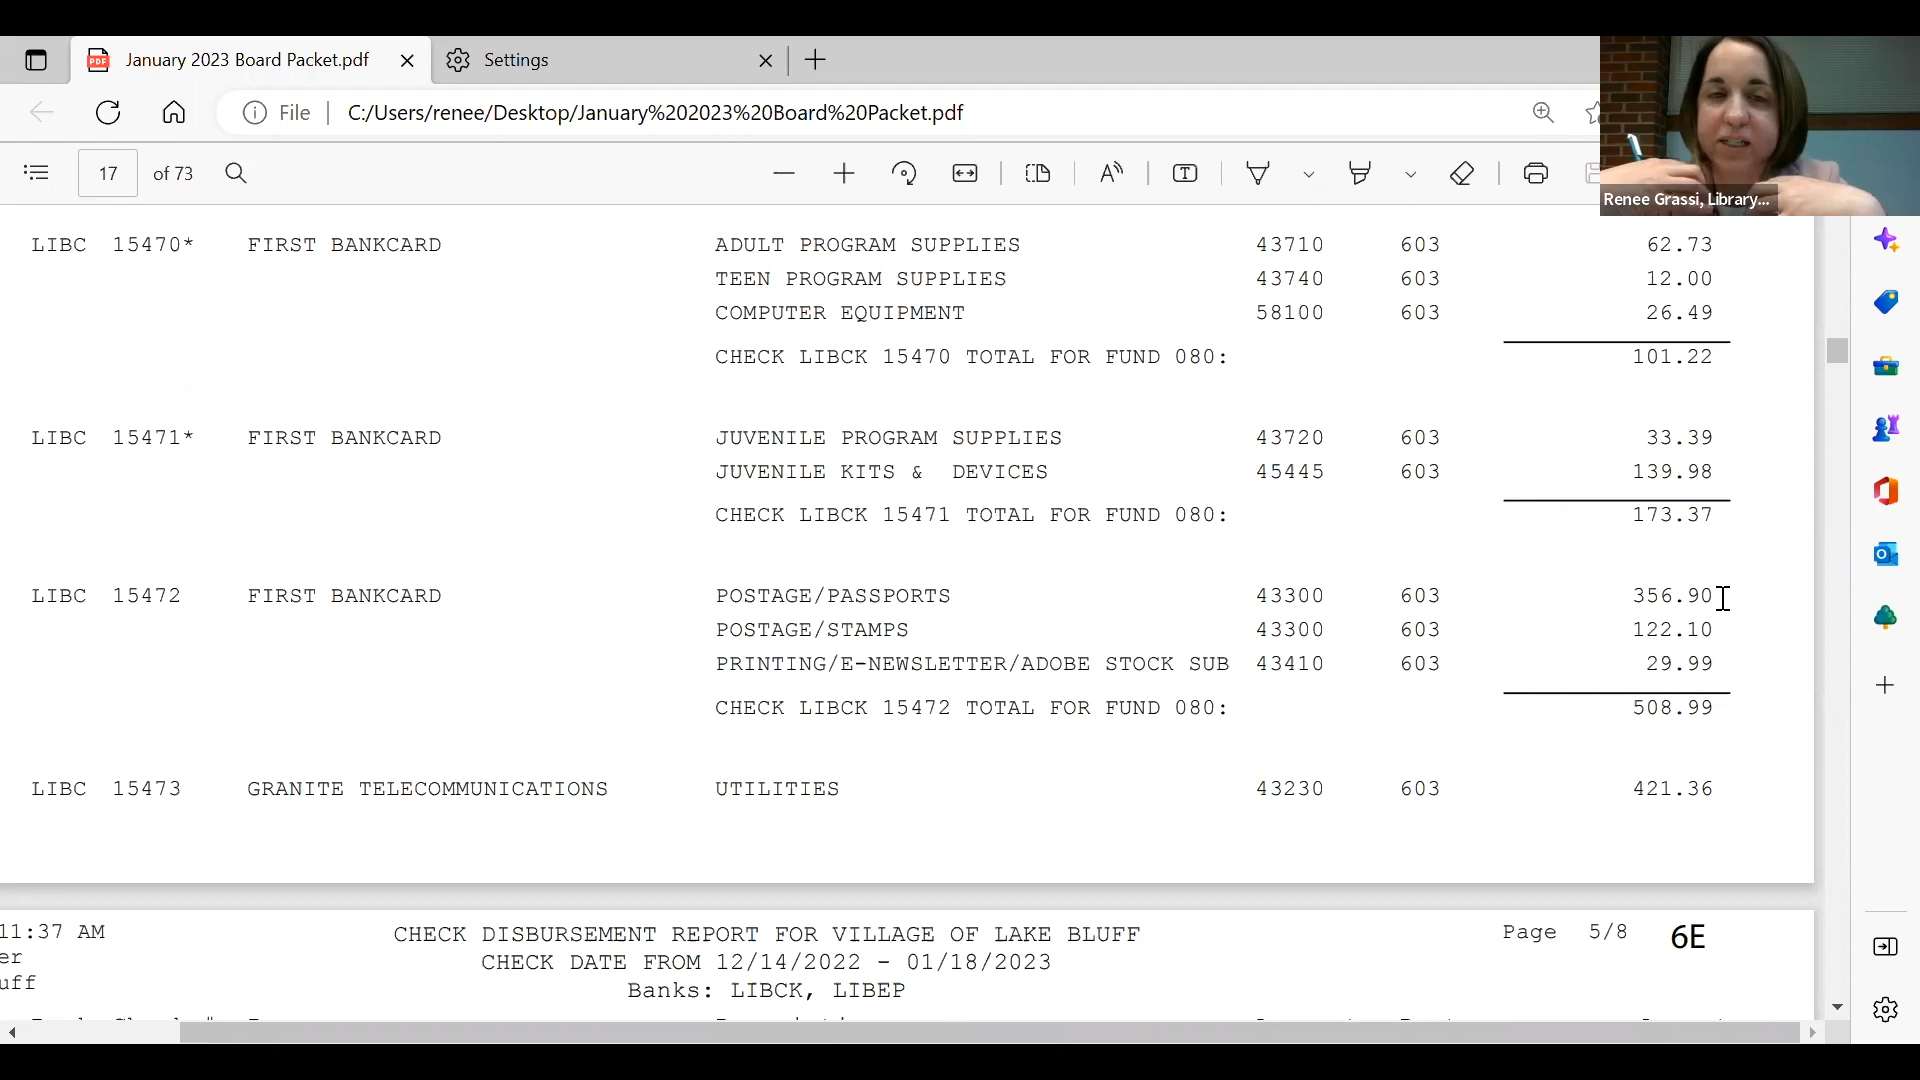 January 2023 Board Packet.pdf
Settings
File
C:/Users/renee/Desktop/January%202023%20Board%20Packet.pdf
17 of 73
Renee Grassi, Library...
LIBC 15470* FIRST BANKCARD ADULT PROGRAM SUPPLIES 43710 603 62.73
TEEN PROGRAM SUPPLIES 43740 603 12.00
COMPUTER EQUIPMENT 58100 603 26.49
CHECK LIBCK 15470 TOTAL FOR FUND 080: 101.22
LIBC 15471* FIRST BANKCARD JUVENILE PROGRAM SUPPLIES 43720 603 33.39
JUVENILE KITS & DEVICES 45445 603 139.98
CHECK LIBCK 15471 TOTAL FOR FUND 080: 173.37
LIBC 15472 FIRST BANKCARD POSTAGE/PASSPORTS 43300 603 356.90
POSTAGE/STAMPS 43300 603 122.10
PRINTING/E-NEWSLETTER/ADOBE STOCK SUB 43410 603 29.99
CHECK LIBCK 15472 TOTAL FOR FUND 080: 508.99
LIBC 15473 GRANITE TELECOMMUNICATIONS UTILITIES 43230 603 421.36
11:37 AM CHECK DISBURSEMENT REPORT FOR VILLAGE OF LAKE BLUFF Page 5/8 6E
er CHECK DATE FROM 12/14/2022 - 01/18/2023
uff Banks: LIBCK, LIBEP